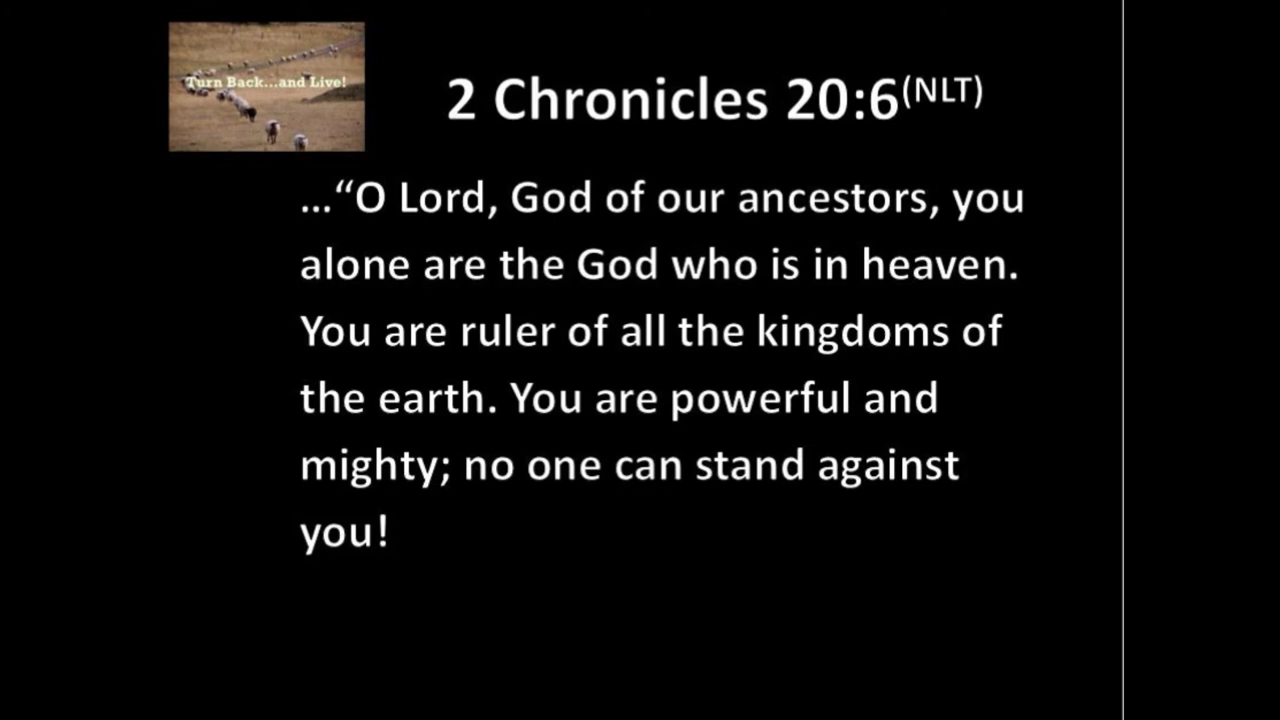 Turn Back...and Live!
2 Chronicles 20:6(NLT)
...“O Lord, God of our ancestors, you
alone are the God who is in heaven.
You are ruler of all the kingdoms of
the earth. You are powerful and
mighty; no one can stand against
you!